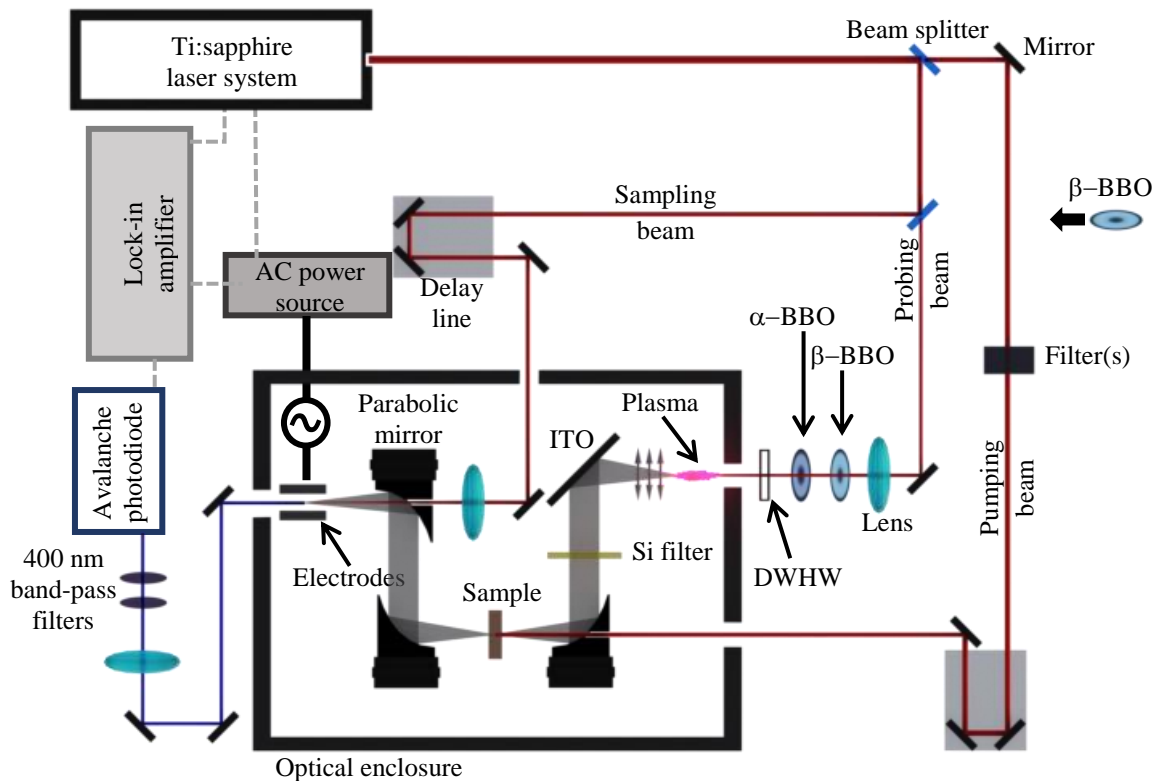 Ti:sapphire
laser system
Beam splitter
Mirror
Lock-in
amplifier
Sampling
beam
β−BBO
AC power
source
Delay
line
Probing
beam
α−BBO
β−BBO
Filter(s)
Avalanche
photodiode
Parabolic
mirror
ITO
Plasma
Pumping
beam
Lens
400 nm
band-pass
filters
Electrodes
Si filter
DWHW
Sample
Optical enclosure